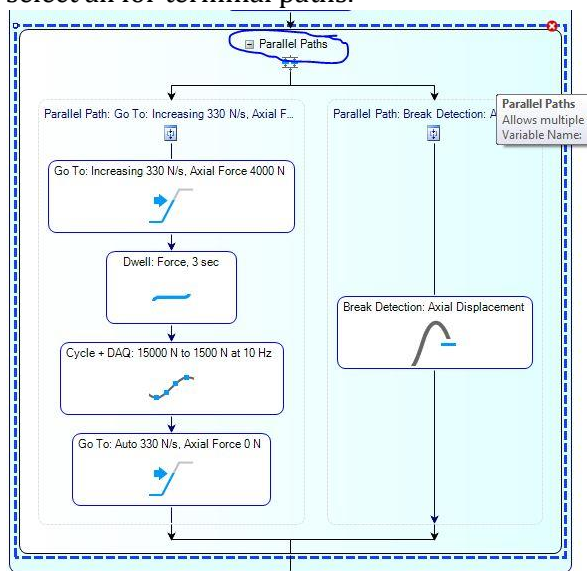 select all for terminal paths.
Parallel Paths
Parallel Path: Go To: Increasing 330 N/s, Axial F...
Parallel Path: Break Detection: A
Parallel Paths
Allows multiple
Variable Name:
Go To: Increasing 330 N/s, Axial Force 4000 N
Dwell: Force, 3 sec
Break Detection: Axial Displacement
Cycle + DAQ: 15000 N to 1500 N at 10 Hz
Go To: Auto 330 N/s, Axial Force 0 N